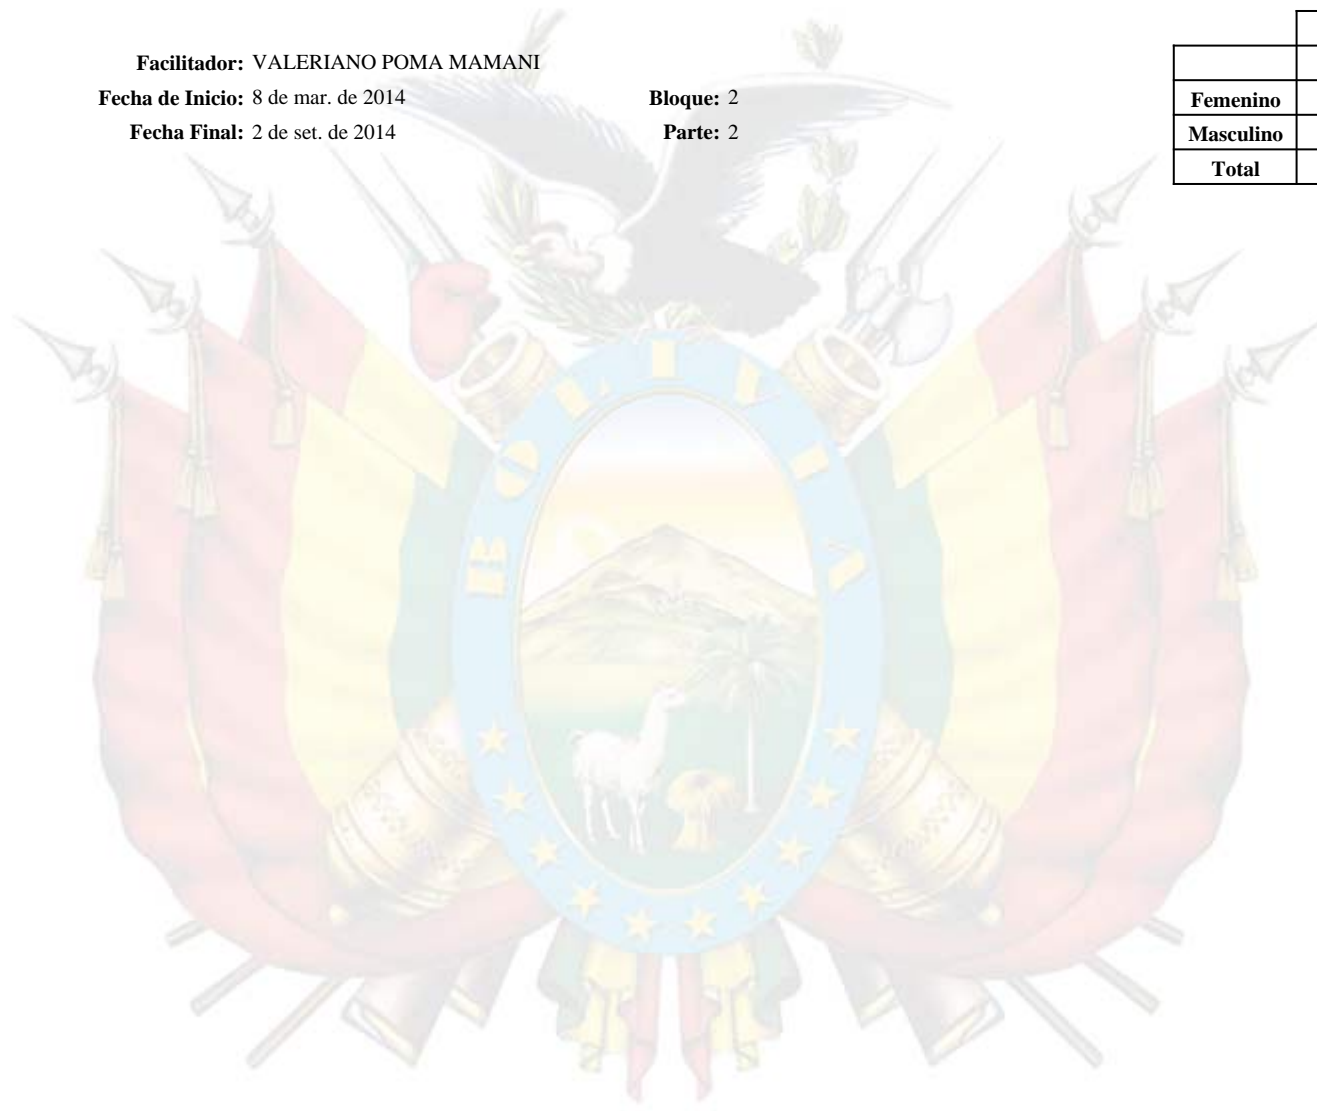 Facilitador: VALERIANO POMA MAMANI
Fecha de Inicio: 8 de mar. de 2014 Bloque: 2
Fecha Final: 2 de set. de 2014 Parte: 2
Femenino
Masculino
Total
BOLIVIA